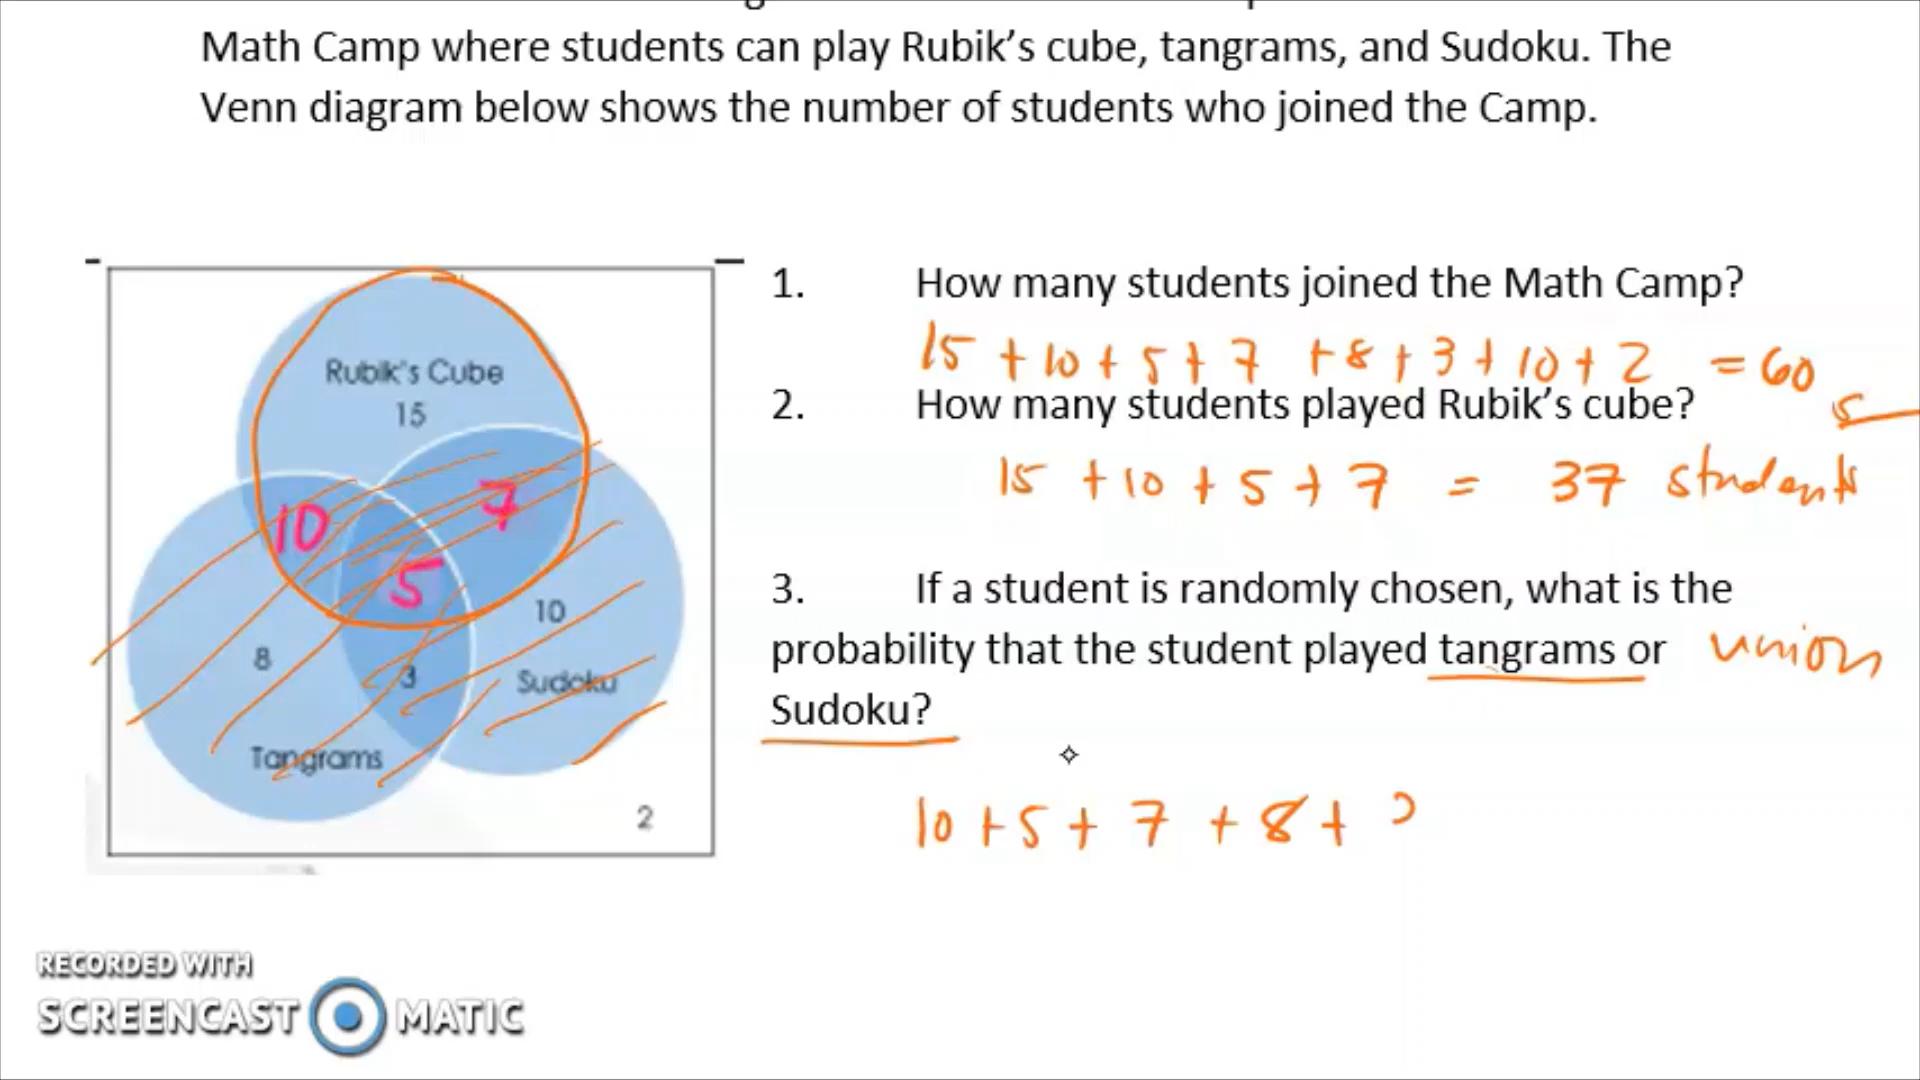 Math Camp where students can play Rubik's cube, tangrams, and Sudoku. The
Venn diagram below shows the number of students who joined the Camp.
Rubik's Cube
15
10
7
5
8
3
10
Sudoku
Tangrams
2
1. How many students joined the Math Camp?
15 + 10 + 5 + 7 + 8 + 3 + 10 + 2 = 60
2. How many students played Rubik's cube?
15 + 10 + 5 + 7 = 37 students
3. If a student is randomly chosen, what is the
probability that the student played tangrams or union
Sudoku?
10 + 5 + 7 + 8 +
RECORDED WITH
SCREENCAST MATIC